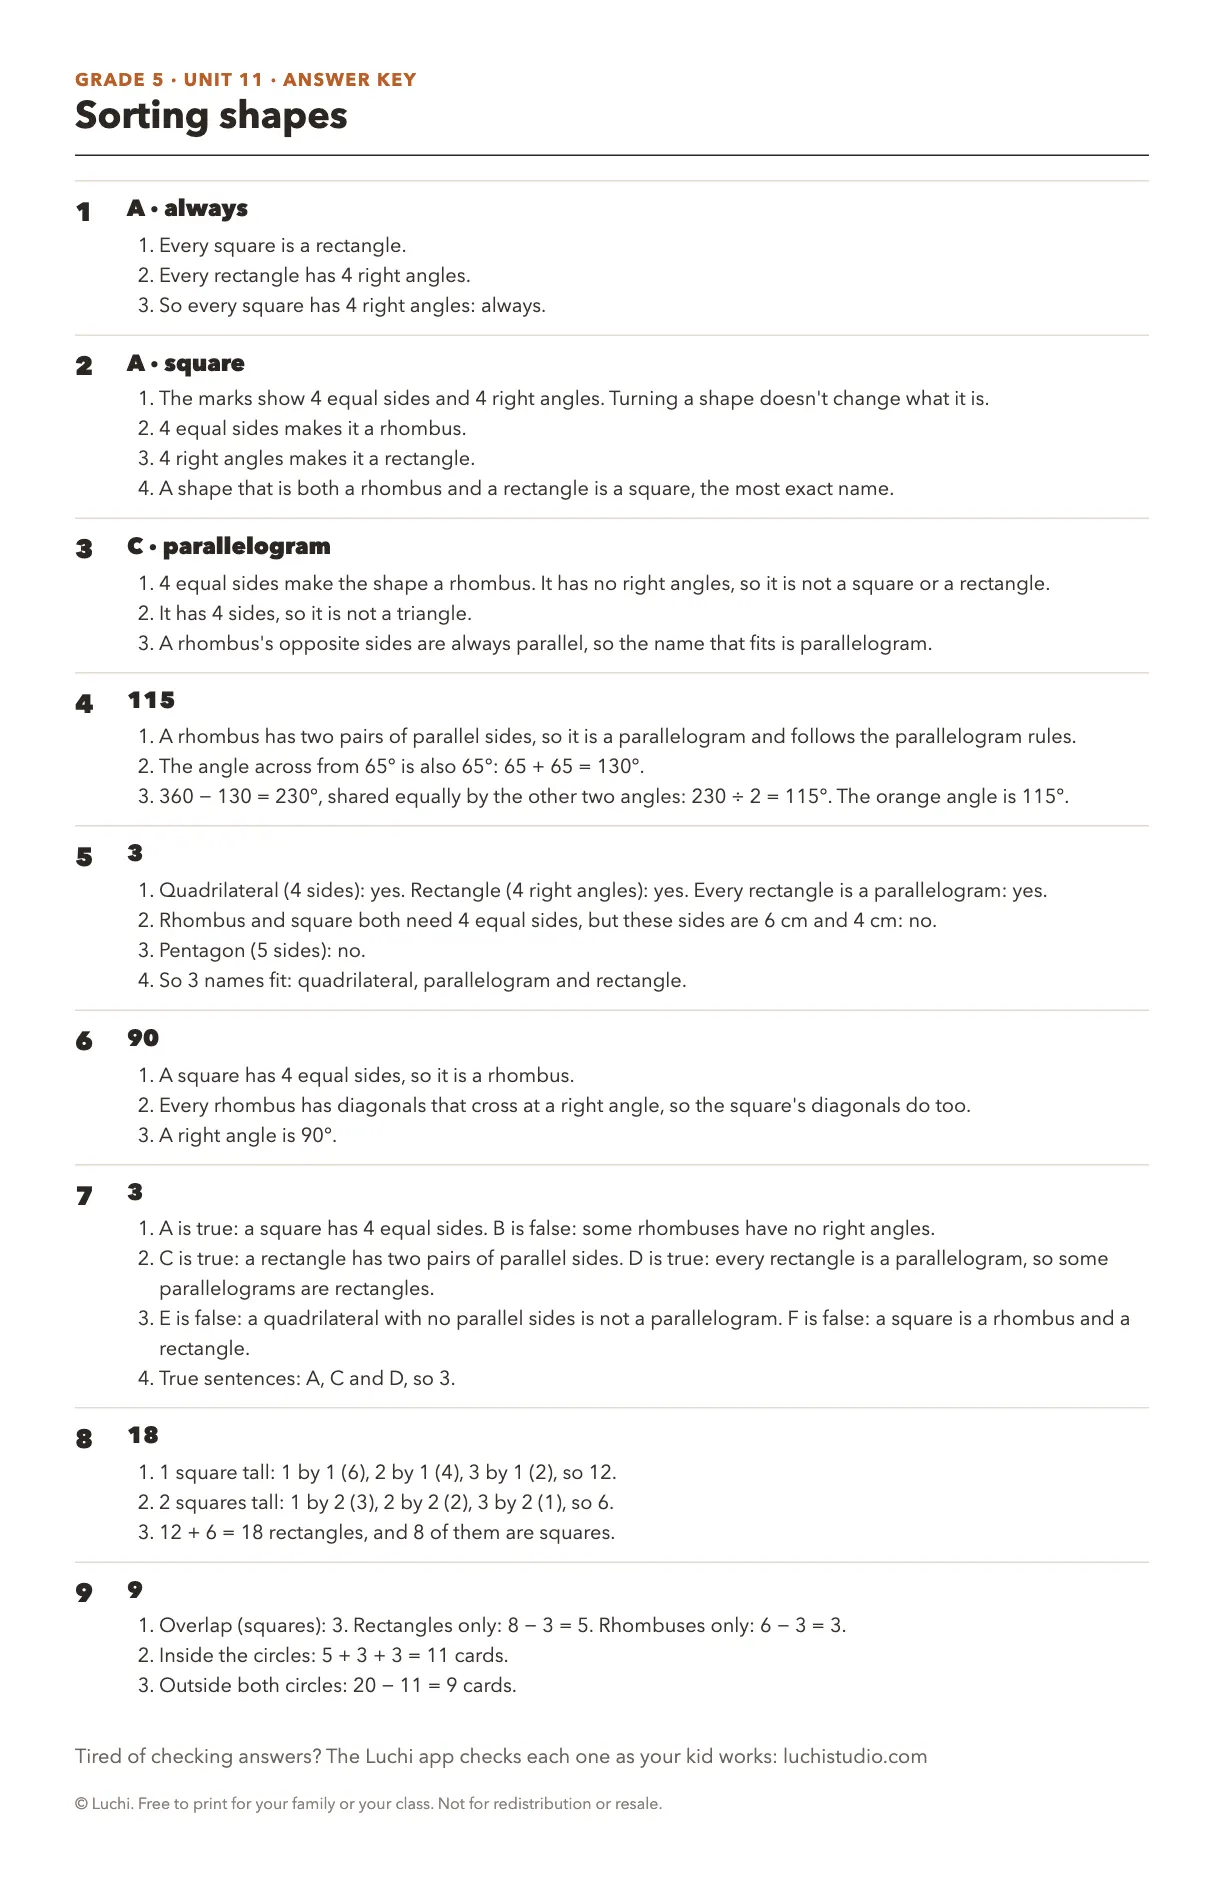 GRADE 5 · UNIT 11 · ANSWER KEY
Sorting shapes
1 A · always
1. Every square is a rectangle.
2. Every rectangle has 4 right angles.
3. So every square has 4 right angles: always.
2 A · square
1. The marks show 4 equal sides and 4 right angles. Turning a shape doesn't change what it is.
2. 4 equal sides makes it a rhombus.
3. 4 right angles makes it a rectangle.
4. A shape that is both a rhombus and a rectangle is a square, the most exact name.
3 C · parallelogram
1. 4 equal sides make the shape a rhombus. It has no right angles, so it is not a square or a rectangle.
2. It has 4 sides, so it is not a triangle.
3. A rhombus's opposite sides are always parallel, so the name that fits is parallelogram.
4 115
1. A rhombus has two pairs of parallel sides, so it is a parallelogram and follows the parallelogram rules.
2. The angle across from 65° is also 65°: 65 + 65 = 130°.
3. 360 − 130 = 230°, shared equally by the other two angles: 230 ÷ 2 = 115°. The orange angle is 115°.
5 3
1. Quadrilateral (4 sides): yes. Rectangle (4 right angles): yes. Every rectangle is a parallelogram: yes.
2. Rhombus and square both need 4 equal sides, but these sides are 6 cm and 4 cm: no.
3. Pentagon (5 sides): no.
4. So 3 names fit: quadrilateral, parallelogram and rectangle.
6 90
1. A square has 4 equal sides, so it is a rhombus.
2. Every rhombus has diagonals that cross at a right angle, so the square's diagonals do too.
3. A right angle is 90°.
7 3
1. A is true: a square has 4 equal sides. B is false: some rhombuses have no right angles.
2. C is true: a rectangle has two pairs of parallel sides. D is true: every rectangle is a parallelogram, so some
parallelograms are rectangles.
3. E is false: a quadrilateral with no parallel sides is not a parallelogram. F is false: a square is a rhombus and a
rectangle.
4. True sentences: A, C and D, so 3.
8 18
1. 1 square tall: 1 by 1 (6), 2 by 1 (4), 3 by 1 (2), so 12.
2. 2 squares tall: 1 by 2 (3), 2 by 2 (2), 3 by 2 (1), so 6.
3. 12 + 6 = 18 rectangles, and 8 of them are squares.
9 9
1. Overlap (squares): 3. Rectangles only: 8 − 3 = 5. Rhombuses only: 6 − 3 = 3.
2. Inside the circles: 5 + 3 + 3 = 11 cards.
3. Outside both circles: 20 − 11 = 9 cards.
Tired of checking answers? The Luchi app checks each one as your kid works: luchistudio.com
© Luchi. Free to print for your family or your class. Not for redistribution or resale.